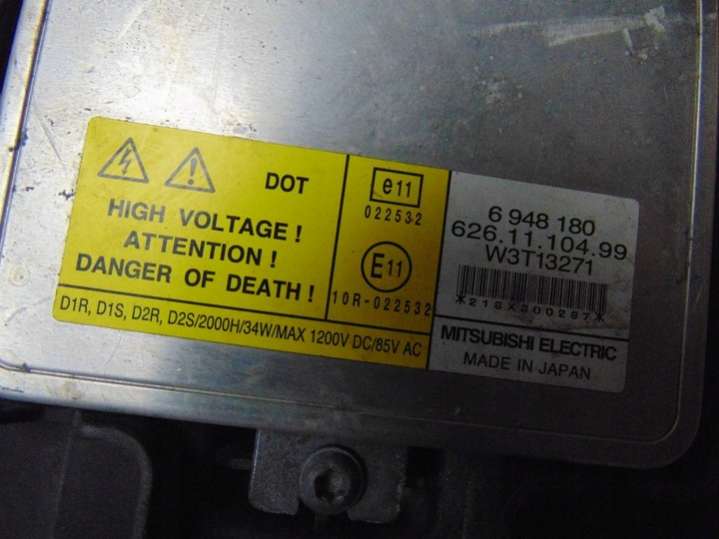 DOT
HIGH VOLTAGE !
ATTENTION !
DANGER OF DEATH !
D1R, D1S, D2R, D2S/2000H/34W/MAX 1200V DC/85V AC
e11
022532
E11
10R-022532
6 948 180
626.11.104.99
W3T13271
*218X300287*
MITSUBISHI ELECTRIC
MADE IN JAPAN